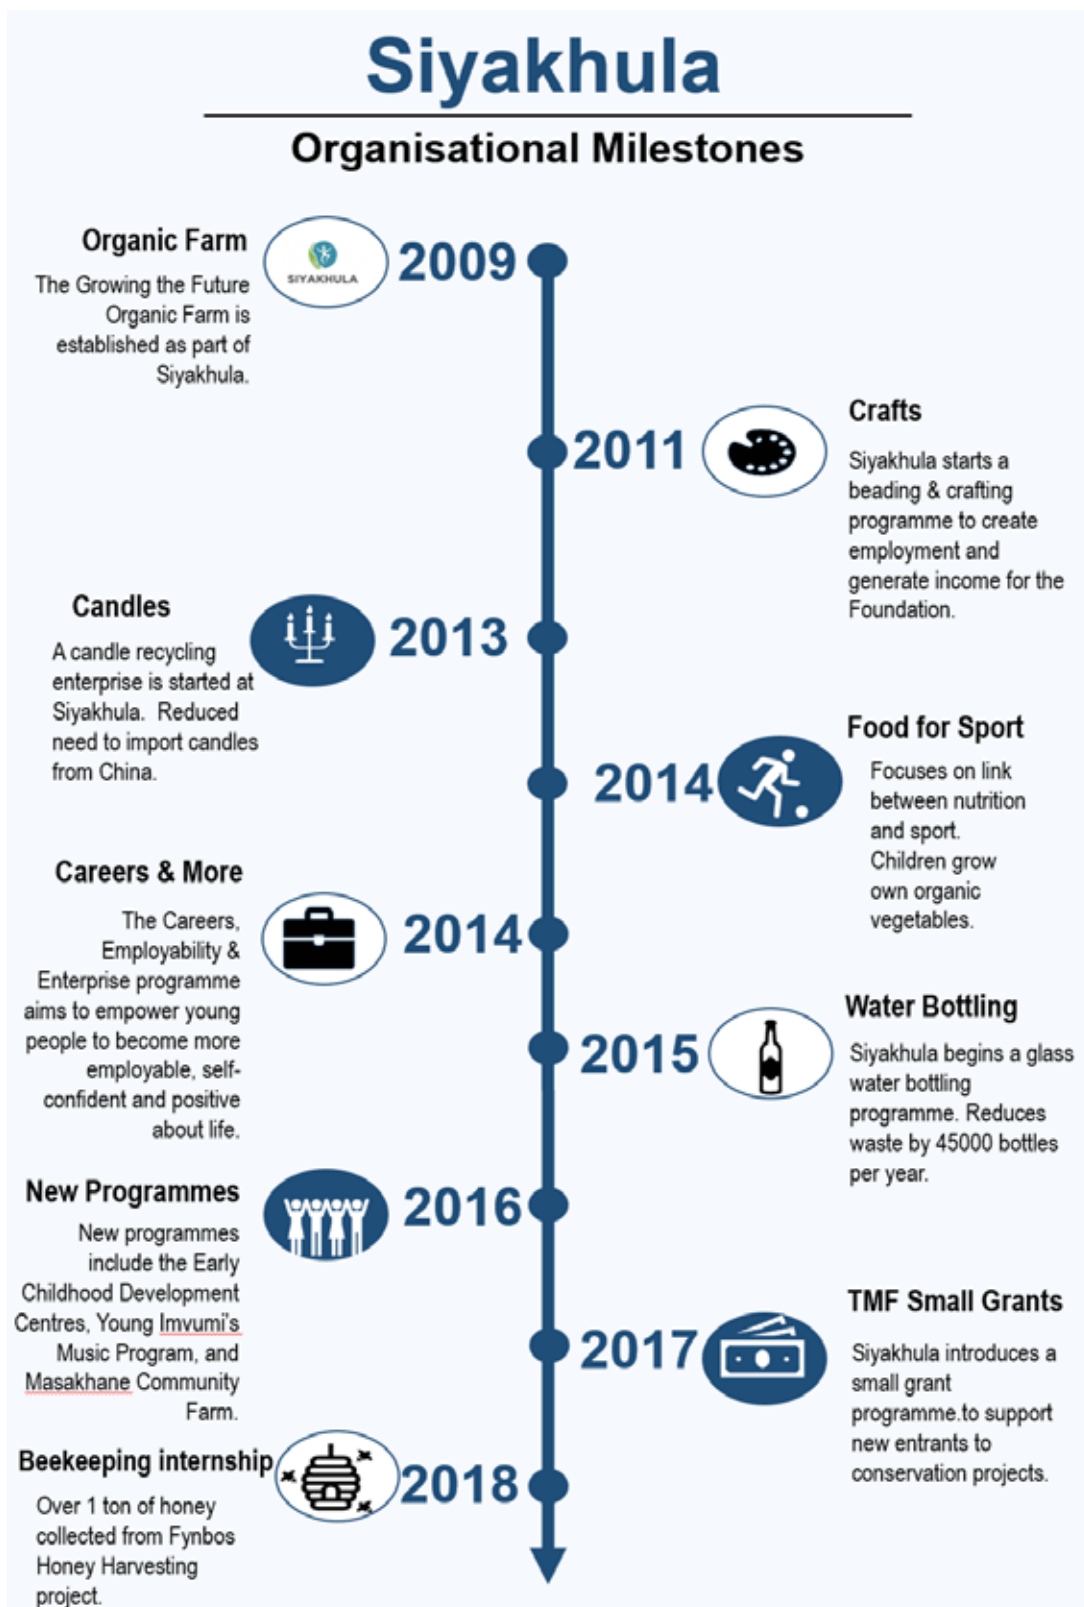 Siyakhula
Organisational Milestones
Organic Farm
SIYAKHULA
2009
The Growing the Future
Organic Farm is
established as part of
Siyakhula.
2011
Crafts
Siyakhula starts a
beading & crafting
programme to create
employment and
generate income for the
Foundation.
Candles
2013
A candle recycling
enterprise is started at
Siyakhula.  Reduced
need to import candles
from China.
2014
Food for Sport
Focuses on link
between nutrition
and sport.
Children grow
own organic
vegetables.
Careers & More
2014
The Careers,
Employability &
Enterprise programme
aims to empower young
people to become more
employable, self-
confident and positive
about life.
2015
Water Bottling
Siyakhula begins a glass
water bottling
programme. Reduces
waste by 45000 bottles
per year.
New Programmes
2016
New programmes
include the Early
Childhood Development
Centres, Young Imvumi's
Music Program, and
Masakhane Community
Farm.
2017
TMF Small Grants
Siyakhula introduces a
small grant
programme.to support
new entrants to
conservation projects.
Beekeeping internship
2018
Over 1 ton of honey
collected from Fynbos
Honey Harvesting
project.